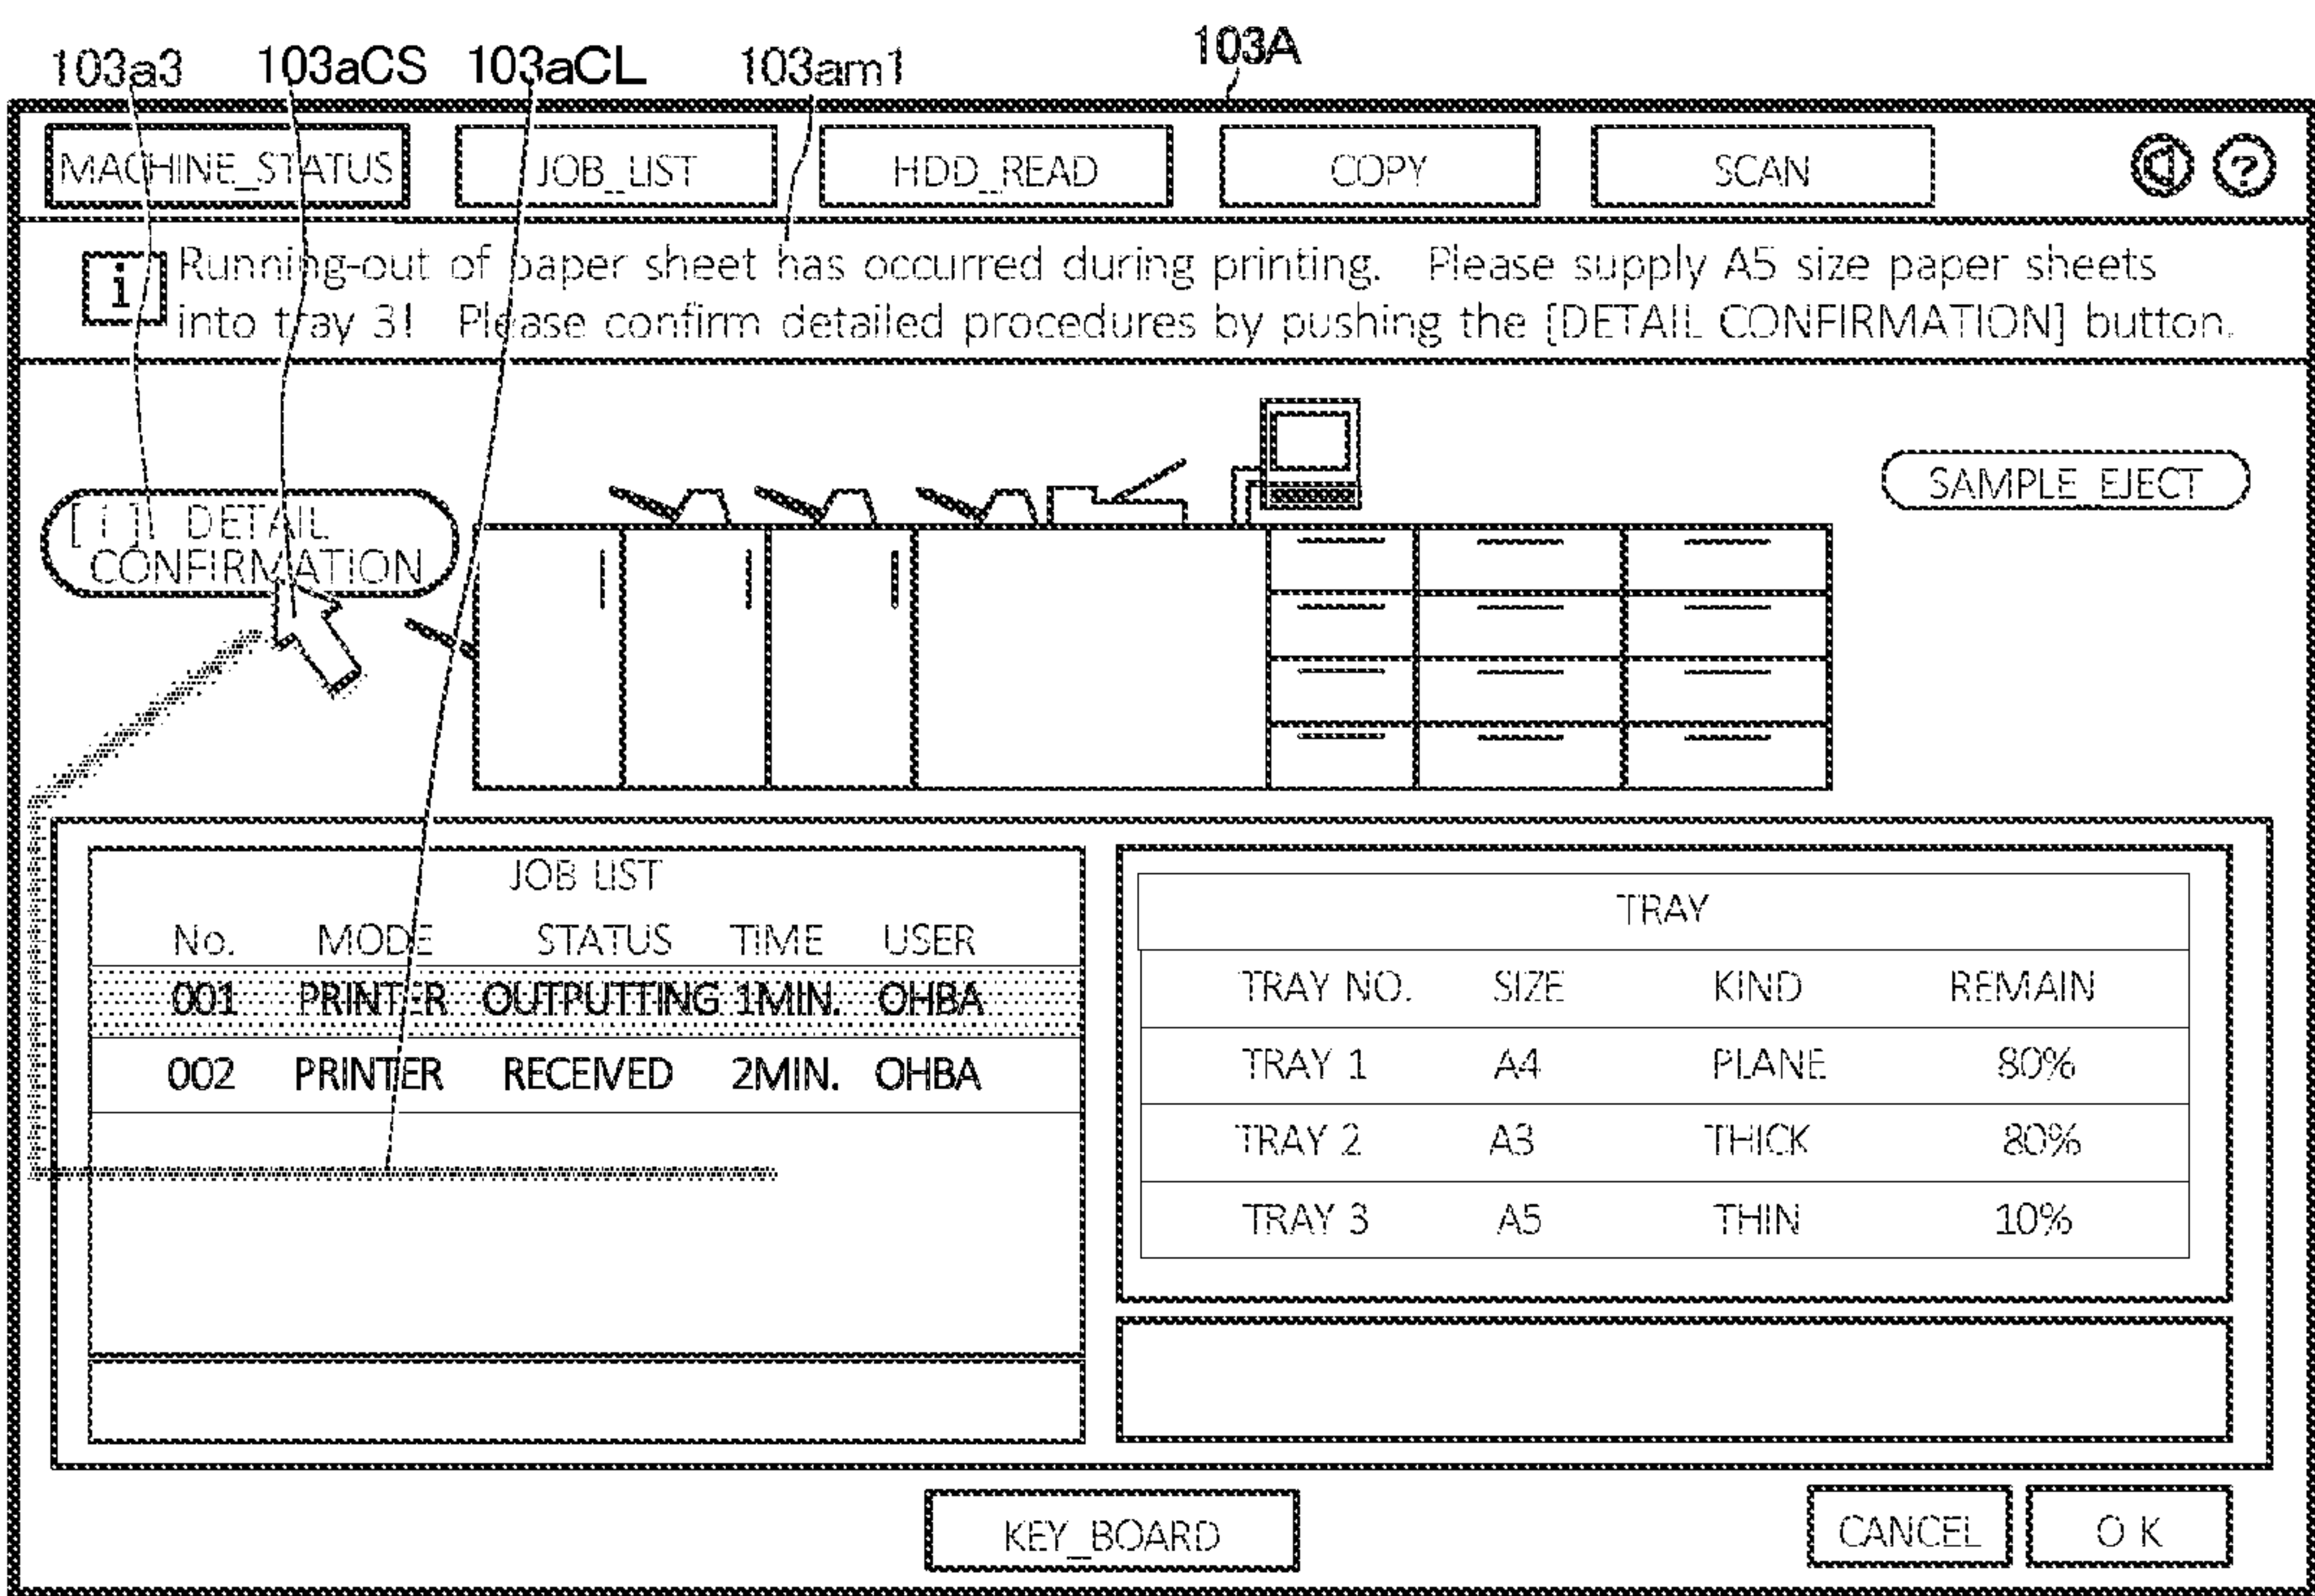 103a3 103aCS 103aCL 103am1 103A
MACHINE_STATUS JOB_LIST HDD_READ COPY SCAN ?
i Running-out of paper sheet has occurred during printing. Please supply A5 size paper sheets
into tray 3! Please confirm detailed procedures by pushing the [DETAIL CONFIRMATION] button.
SAMPLE EJECT
[ i ] DETAIL
CONFIRMATION
JOB LIST
No. MODE STATUS TIME USER
001 PRINTER OUTPUTTING 1MIN. OHBA
002 PRINTER RECEIVED 2MIN. OHBA
TRAY
TRAY NO. SIZE KIND REMAIN
TRAY 1 A4 PLANE 80%
TRAY 2 A3 THICK 80%
TRAY 3 A5 THIN 10%
KEY_BOARD CANCEL O K